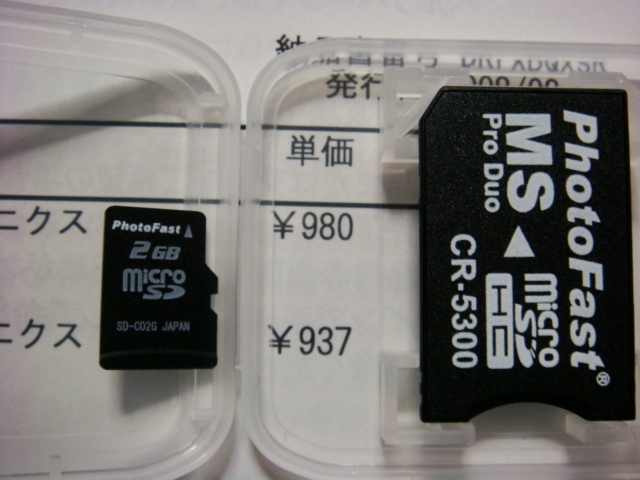 発行
単価
ニクス
¥980
ニクス
¥937
PhotoFast
2GB
micro
SD
SD-C02G JAPAN
PhotoFast®
MS
Pro Duo
micro
SD
HC
CR-5300